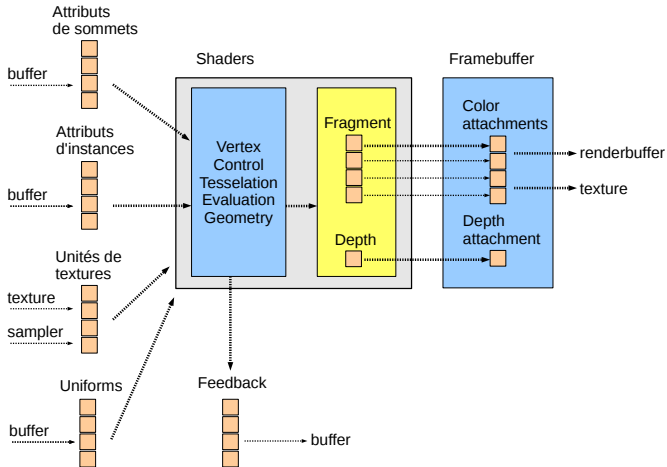 Attributs
de sommets
buffer
Attributs
d'instances
buffer
Unités de
textures
texture
sampler
Uniforms
buffer
Shaders
Vertex
Control
Tesselation
Evaluation
Geometry
Fragment
Depth
Feedback
buffer
Framebuffer
Color
attachments
Depth
attachment
renderbuffer
texture